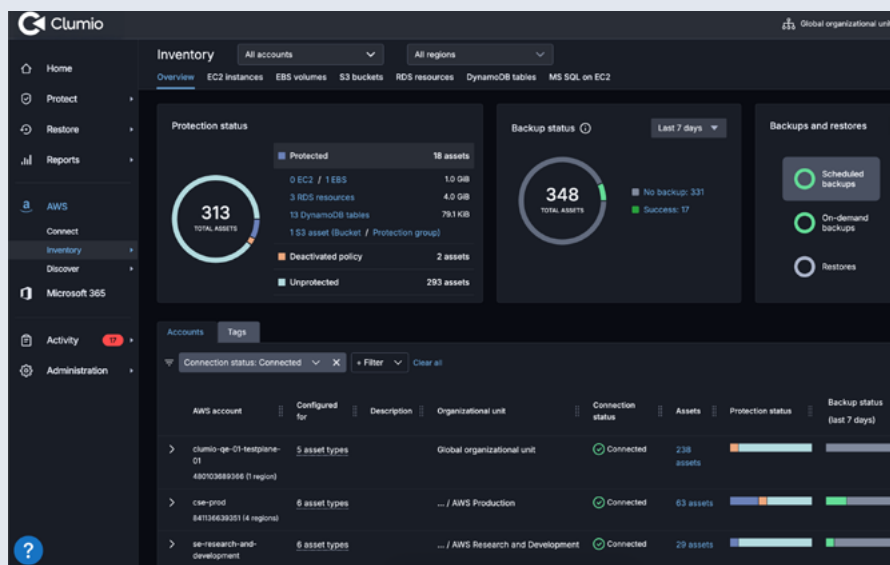 Clumio
Global organizational unit
Inventory
All accounts
All regions
Home
Protect
Restore
Reports
AWS
Connect
Inventory
Discover
Microsoft 365
Activity
17
Administration
Overview
EC2 instances
EBS volumes
S3 buckets
RDS resources
DynamoDB tables
MS SQL on EC2
Protection status
313
TOTAL ASSETS
Protected 18 assets
0 EC2 / 1 EBS 1.0 GiB
3 RDS resources 4.0 GiB
13 DynamoDB tables 79.1 KiB
1 S3 asset (Bucket / Protection group)
Deactivated policy 2 assets
Unprotected 293 assets
Backup status
Last 7 days
348
TOTAL ASSETS
No backup: 331
Success: 17
Backups and restores
Scheduled
backups
On-demand
backups
Restores
Accounts
Tags
Connection status: Connected
+ Filter
Clear all
AWS account
Configured
for
Description
Organizational unit
Connection
status
Assets
Protection status
Backup status
(last 7 days)
clumio-qe-01-testplane-
01
480103689366 (1 region)
5 asset types
Global organizational unit
Connected
238
assets
cse-prod
841136639351 (4 regions)
6 asset types
... / AWS Production
Connected
63 assets
se-research-and-
development
6 asset types
... / AWS Research and Development
Connected
29 assets
?